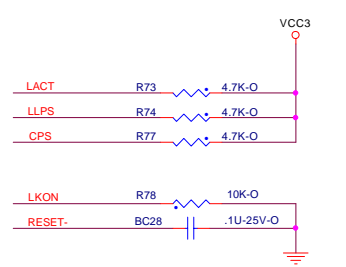 VCC3
LACT R73 4.7K-O
LLPS R74 4.7K-O
CPS R77 4.7K-O
LKON R78 10K-O
RESET- BC28 .1U-25V-O